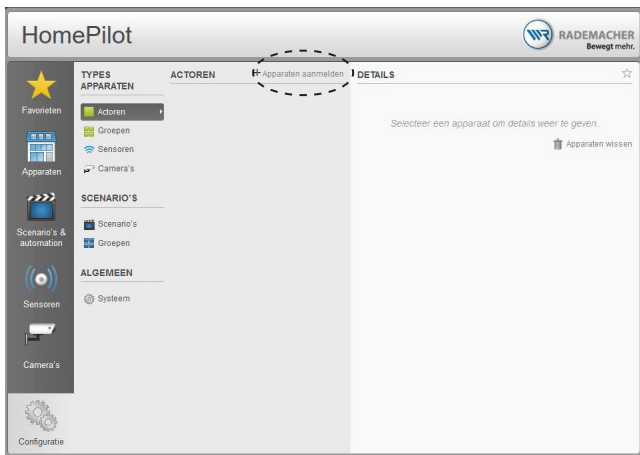 HomePilot
RADEMACHER
Bewegt mehr.
Favorieten
Apparaten
Scenario's &
automation
Sensoren
Camera's
Configuratie
TYPES
APPARATEN
Actoren
Groepen
Sensoren
Camera's
SCENARIO'S
Scenario's
Groepen
ALGEMEEN
Systeem
ACTOREN
Apparaten aanmelden
DETAILS
Selecteer een apparaat om details weer te geven.
Apparaten wissen